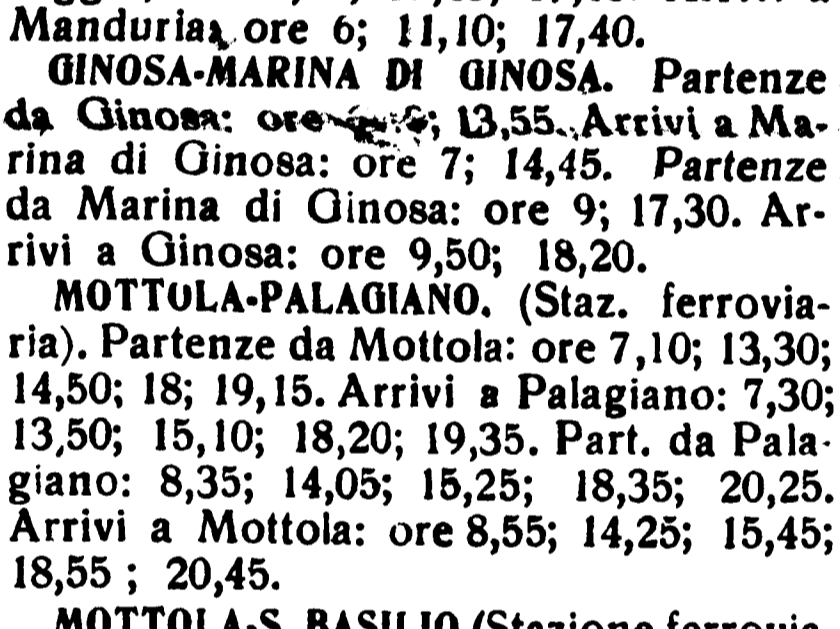 Manduria, ore 6; 11,10; 17,40.
GINOSA-MARINA DI GINOSA. Partenze
da Ginosa: ore 13,55. Arrivi a Ma-
rina di Ginosa: ore 7; 14,45. Partenze
da Marina di Ginosa: ore 9; 17,30. Ar-
rivi a Ginosa: ore 9,50; 18,20.
MOTTOLA-PALAGIANO. (Staz. ferrovia-
ria). Partenze da Mottola: ore 7,10; 13,30;
14,50; 18; 19,15. Arrivi a Palagiano: 7,30;
13,50; 15,10; 18,20; 19,35. Part. da Pala-
giano: 8,35; 14,05; 15,25; 18,35; 20,25.
Arrivi a Mottola: ore 8,55; 14,25; 15,45;
18,55 ; 20,45.
MOTTOLA-S. BASILIO (Stazione ferrovia-